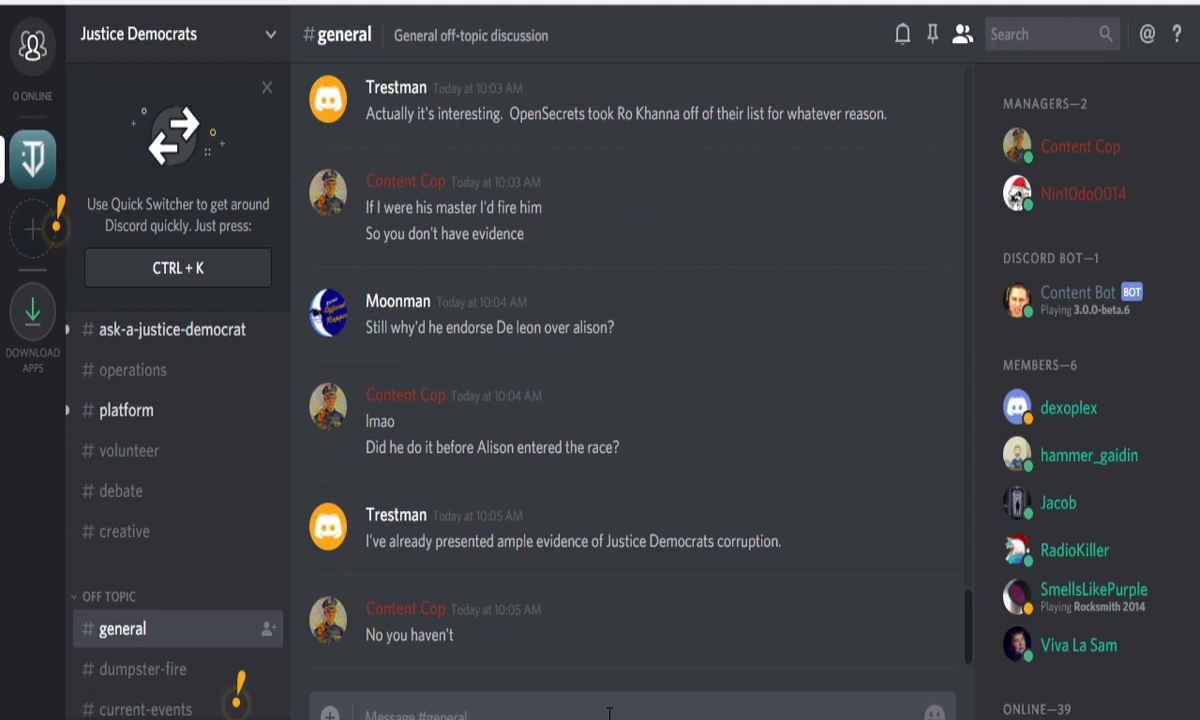 Justice Democrats
0 ONLINE
Use Quick Switcher to get around
Discord quickly. Just press:
CTRL + K
DOWNLOAD
APPS
# ask-a-justice-democrat
# operations
# platform
# volunteer
# debate
# creative
OFF TOPIC
# general
# dumpster-fire
# current-events
#general
General off-topic discussion
Search
@
?
Trestman Today at 10:03 AM
Actually it's interesting. OpenSecrets took Ro Khanna off of their list for whatever reason.
Content Cop Today at 10:03 AM
If I were his master I'd fire him
So you don't have evidence
Moonman Today at 10:04 AM
Still why'd he endorse De leon over alison?
Content Cop Today at 10:04 AM
lmao
Did he do it before Alison entered the race?
Trestman Today at 10:05 AM
I've already presented ample evidence of Justice Democrats corruption.
Content Cop Today at 10:05 AM
No you haven't
Message #general
MANAGERS—2
Content Cop
Nin10do0014
DISCORD BOT—1
Content Bot BOT
Playing 3.0.0-beta.6
MEMBERS—6
dexoplex
hammer_gaidin
Jacob
RadioKiller
SmellsLikePurple
Playing Rocksmith 2014
Viva La Sam
ONLINE—39